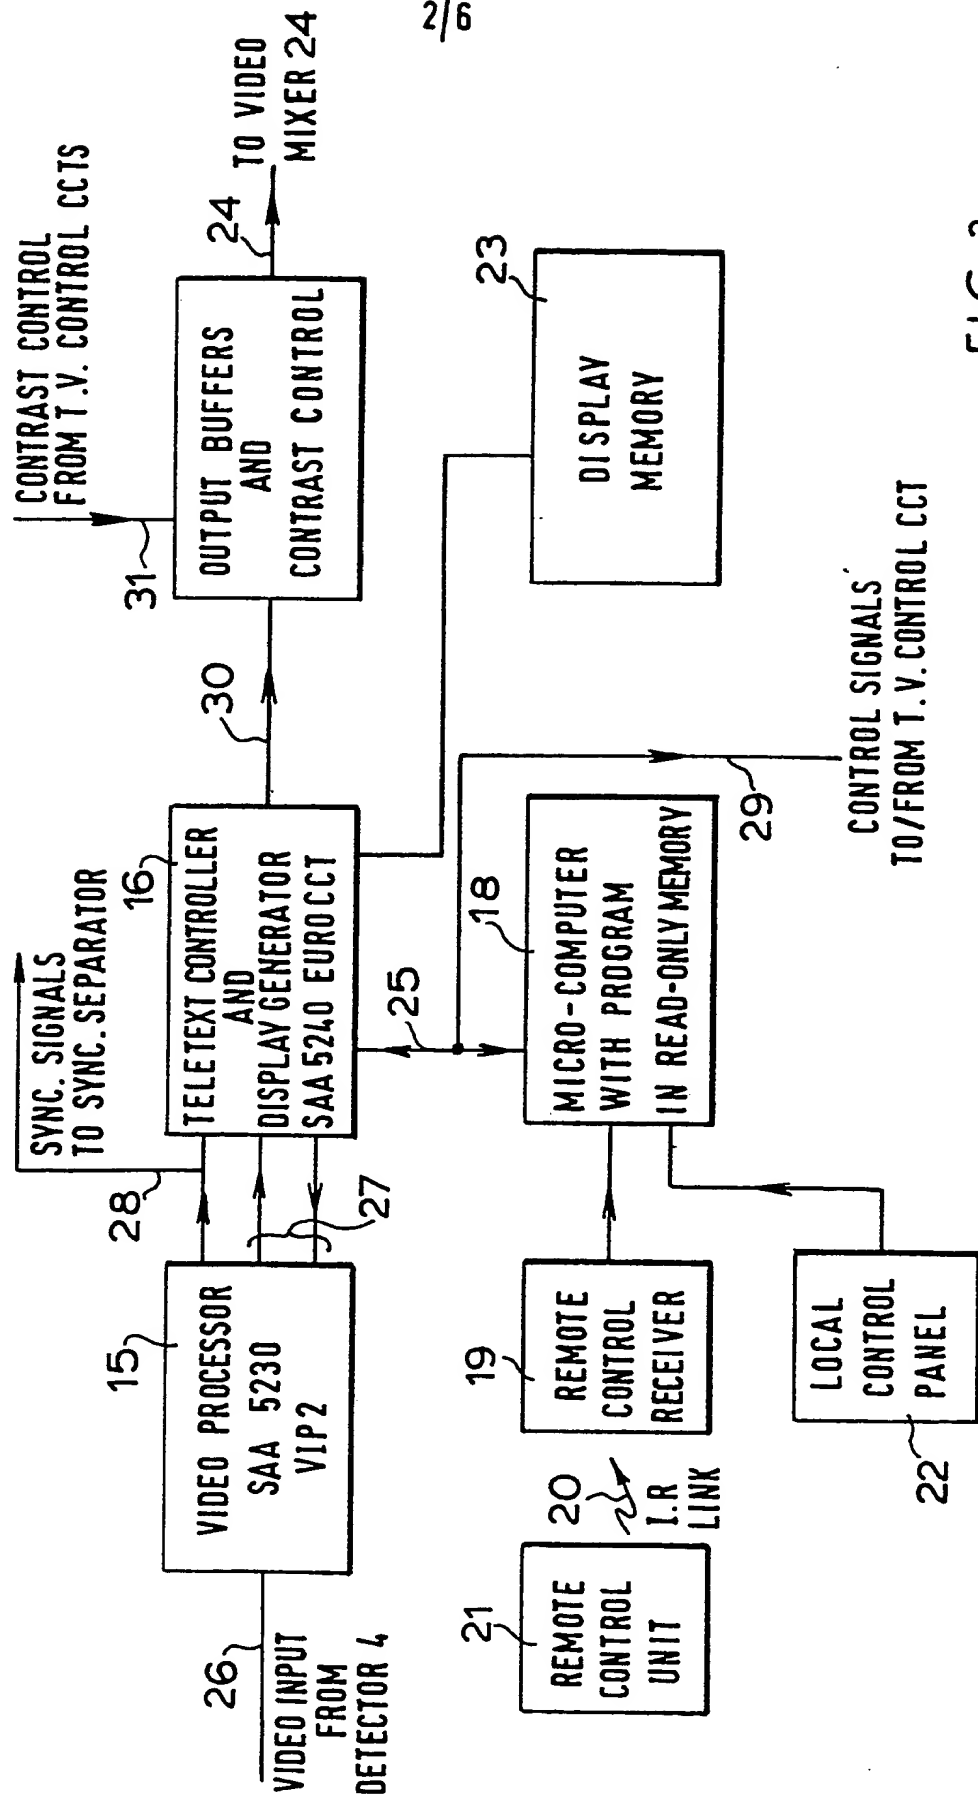 2/6
CONTRAST CONTROL
FROM T.V. CONTROL CCTS
31
SYNC. SIGNALS
TO SYNC. SEPARATOR
28
15
VIDEO PROCESSOR
SAA 5230
VIP2
26
VIDEO INPUT
FROM
DETECTOR 4
27
16
TELETEXT CONTROLLER
AND
DISPLAY GENERATOR
SAA5240 EUROCCT
30
OUTPUT BUFFERS
AND
CONTRAST CONTROL
24
TO VIDEO
MIXER 24
25
23
DISPLAY
MEMORY
21
REMOTE
CONTROL
UNIT
20
I.R
LINK
19
REMOTE
CONTROL
RECEIVER
18
MICRO-COMPUTER
WITH PROGRAM
IN READ-ONLY MEMORY
29
CONTROL SIGNALS
TO/FROM T.V. CONTROL CCT
22
LOCAL
CONTROL
PANEL